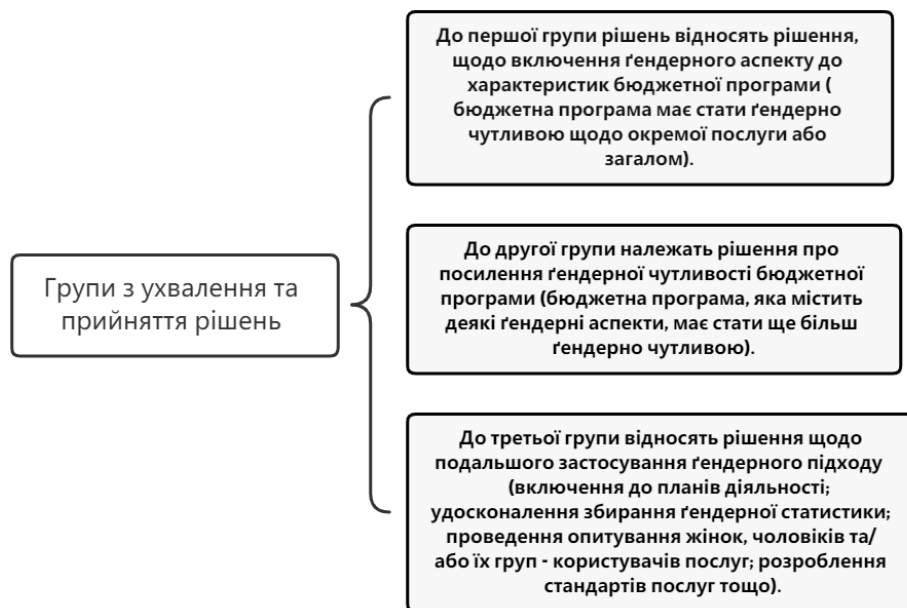 До першої групи рішень відносять рішення,
щодо включення ґендерного аспекту до
характеристик бюджетної програми (
бюджетна програма має стати ґендерно
чутливою щодо окремої послуги або
загалом).
Групи з ухвалення та
прийняття рішень
До другої групи належать рішення про
посилення ґендерної чутливості бюджетної
програми (бюджетна програма, яка містить
деякі ґендерні аспекти, має стати ще більш
ґендерно чутливою).
До третьої групи відносять рішення щодо
подальшого застосування ґендерного підходу
(включення до планів діяльності;
удосконалення збирання ґендерної статистики;
проведення опитування жінок, чоловіків та/
або їх груп - користувачів послуг; розроблення
стандартів послуг тощо).